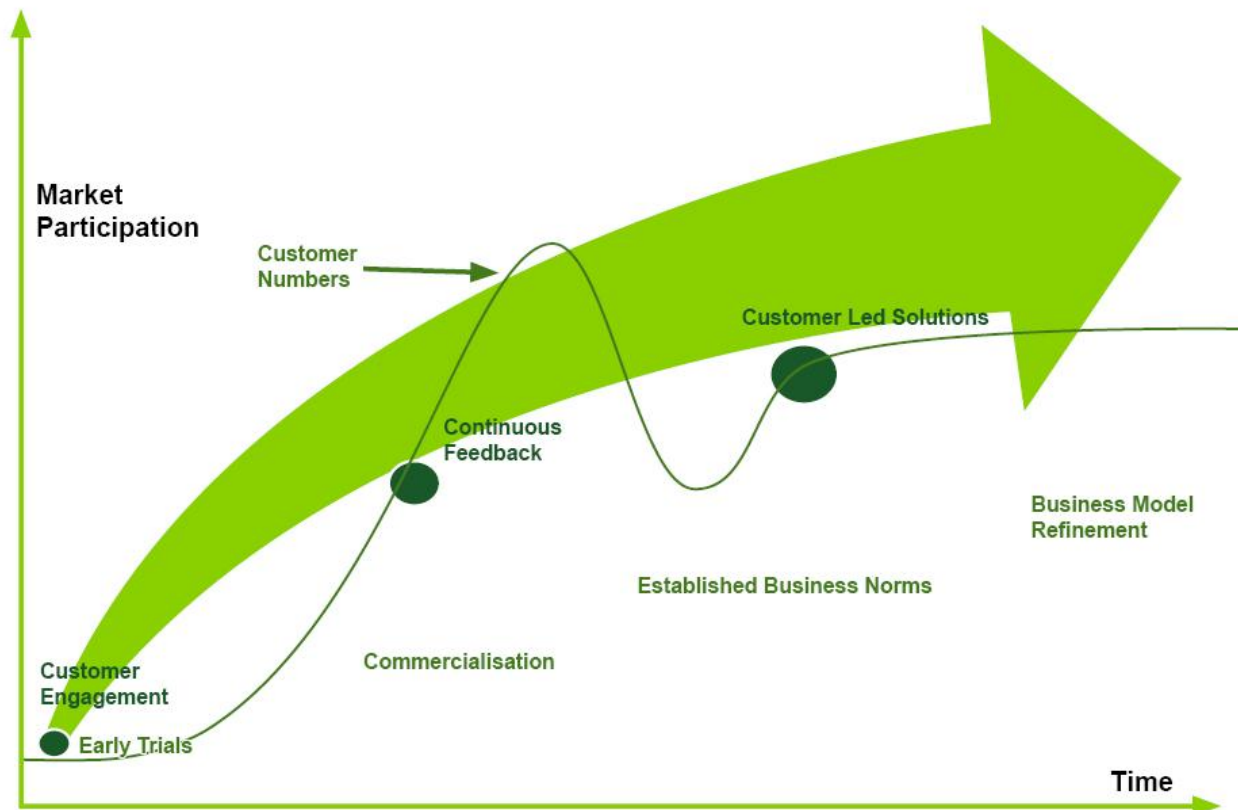 Market
Participation
Customer
Numbers
Customer Led Solutions
Continuous
Feedback
Business Model
Refinement
Established Business Norms
Commercialisation
Customer
Engagement
Early Trials
Time